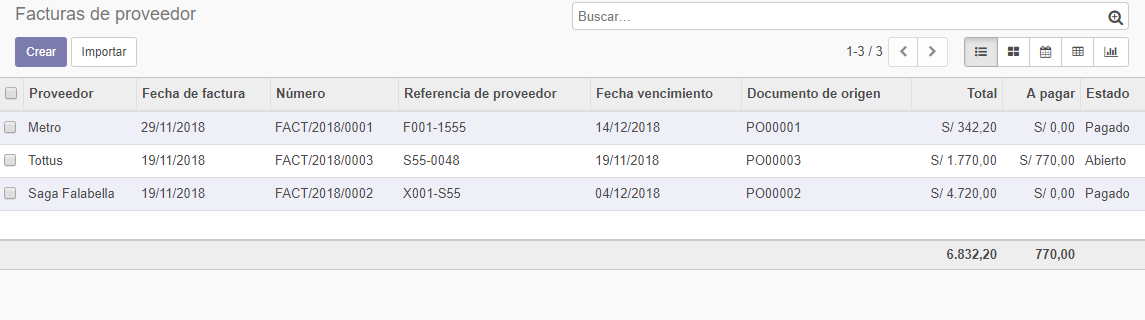 Facturas de proveedor
Buscar...
Crear Importar 1-3 / 3
Proveedor Fecha de factura Número Referencia de proveedor Fecha vencimiento Documento de origen Total A pagar Estado
Metro 29/11/2018 FACT/2018/0001 F001-1555 14/12/2018 PO00001 S/ 342,20 S/ 0,00 Pagado
Tottus 19/11/2018 FACT/2018/0003 S55-0048 19/11/2018 PO00003 S/ 1.770,00 S/ 770,00 Abierto
Saga Falabella 19/11/2018 FACT/2018/0002 X001-S55 04/12/2018 PO00002 S/ 4.720,00 S/ 0,00 Pagado
6.832,20 770,00